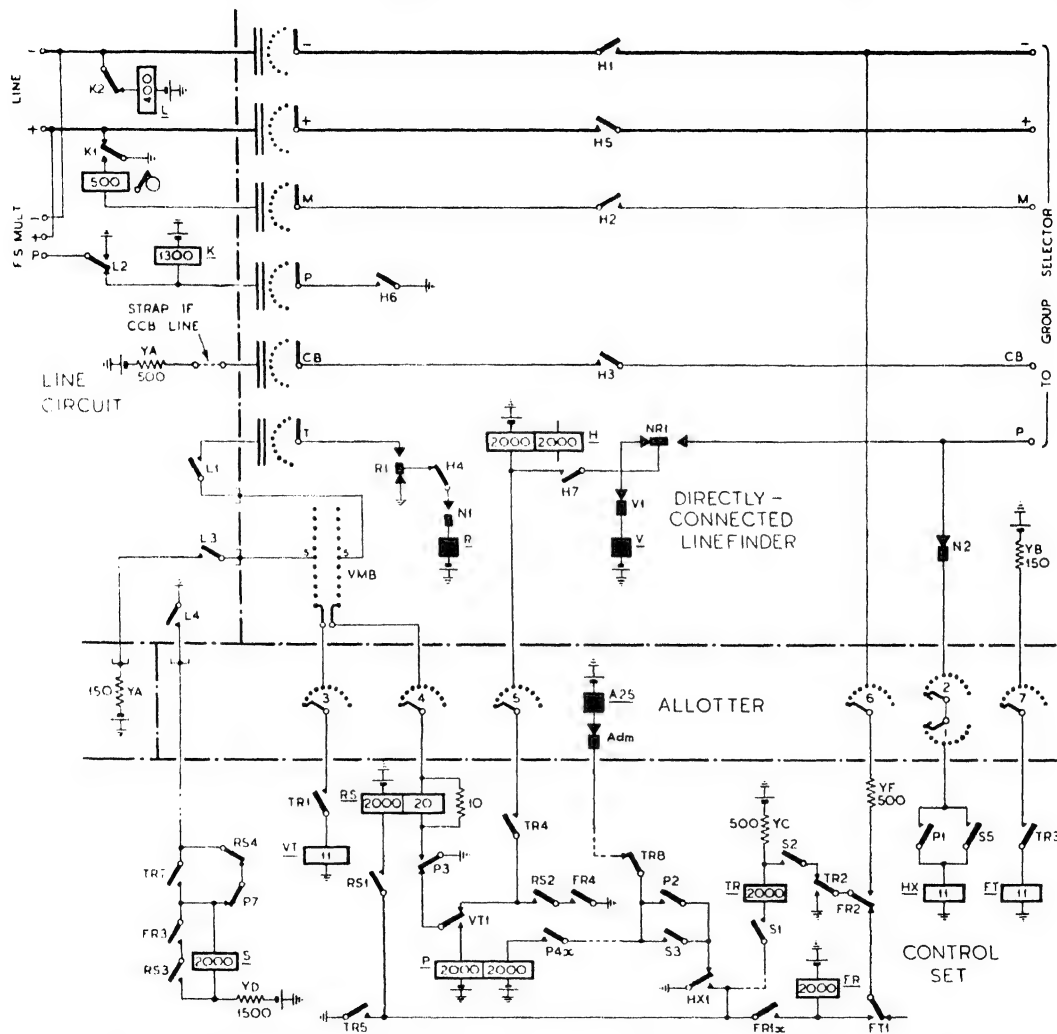 LINE
-
+
K2
400
L
K1
500
F S MULT
-
+
P
L2
1300
K
STRAP IF
CCB LINE
YA
500
LINE
CIRCUIT
-
+
M
P
CB
T
H1
H5
H2
H6
H3
-
+
M
CB
P
TO GROUP SELECTOR
L1
L3
L4
5
5
VMB
R1
H4
N1
R
2000
2000
H
H7
NR1
V1
V
DIRECTLY-
CONNECTED
LINEFINDER
N2
YB
150
150
YA
3
4
5
A25
Adm
ALLOTTER
6
2
7
TR1
VT
11
RS
2000
20
10
TR4
TR8
500
YC
S2
YF
500
P1
S5
TR3
RS4
TR7
P7
FR3
RS3
S
2000
YD
1500
RS1
P3
VT1
RS2
FR4
P2
P4x
S3
P
2000
2000
HX1
TR
2000
S1
TR2
FR2
HX
11
FT
11
TR5
FR1x
FR
2000
FT1
CONTROL
SET